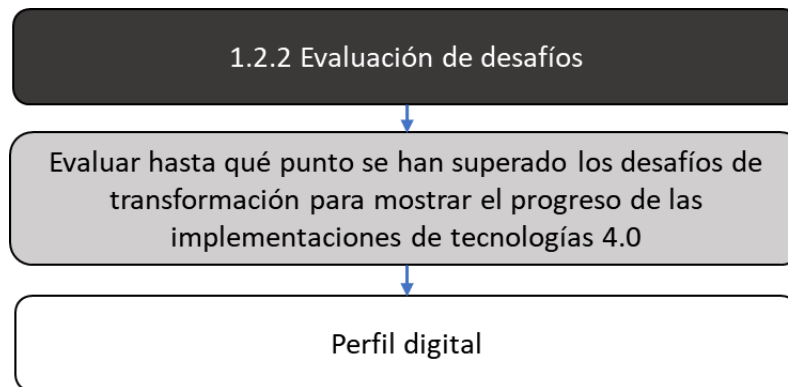 1.2.2 Evaluación de desafíos
Evaluar hasta qué punto se han superado los desafíos de
transformación para mostrar el progreso de las
implementaciones de tecnologías 4.0
Perfil digital